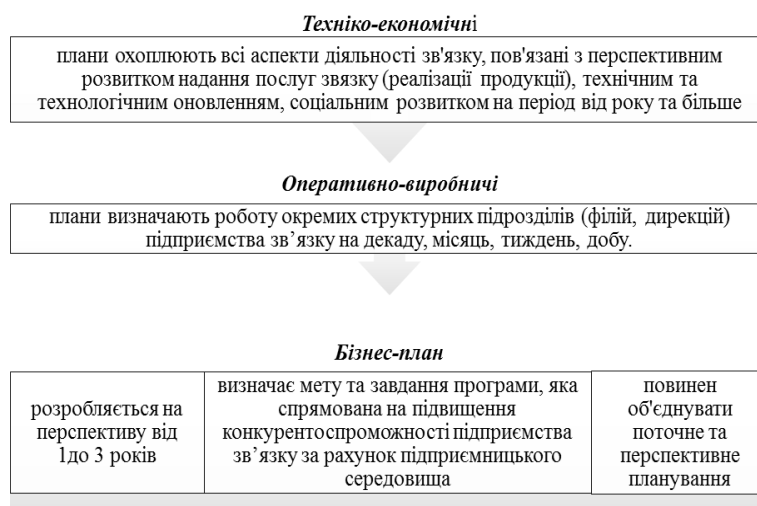 Техніко-економічні
плани охоплюють всі аспекти діяльності зв'язку, пов'язані з перспективним
розвитком надання послуг звязку (реалізації продукції), технічним та
технологічним оновленням, соціальним розвитком на період від року та більше
Оперативно-виробничі
плани визначають роботу окремих структурних підрозділів (філій, дирекцій)
підприємства зв’язку на декаду, місяць, тиждень, добу.
Бізнес-план
розробляється на
перспективу від
1до 3 років
визначає мету та завдання програми, яка
спрямована на підвищення
конкурентоспроможності підприємства
зв’язку за рахунок підприємницького
середовища
повинен
об'єднувати
поточне та
перспективне
планування